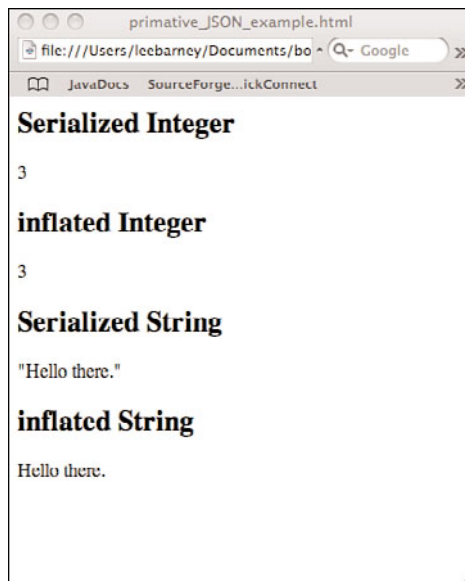 primative_JSON_example.html
file:///Users/leebarney/Documents/bo Google
JavaDocs SourceForge...ickConnect
Serialized Integer
3
inflated Integer
3
Serialized String
"Hello there."
inflated String
Hello there.